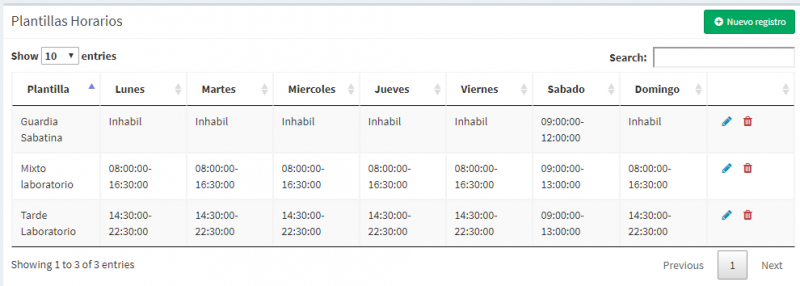 Plantillas Horarios
Nuevo registro
Show 10 entries
Search:
Plantilla Lunes Martes Miercoles Jueves Viernes Sabado Domingo
Guardia Inhabil Inhabil Inhabil Inhabil Inhabil 09:00:00- Inhabil
Sabatina 12:00:00
Mixto 08:00:00- 08:00:00- 08:00:00- 08:00:00- 08:00:00- 09:00:00- 08:00:00-
laboratorio 16:30:00 16:30:00 16:30:00 16:30:00 16:30:00 13:00:00 16:30:00
Tarde 14:30:00- 14:30:00- 14:30:00- 14:30:00- 14:30:00- 09:00:00- 14:30:00-
Laboratorio 22:30:00 22:30:00 22:30:00 22:30:00 22:30:00 13:00:00 22:30:00
Showing 1 to 3 of 3 entries
Previous 1 Next